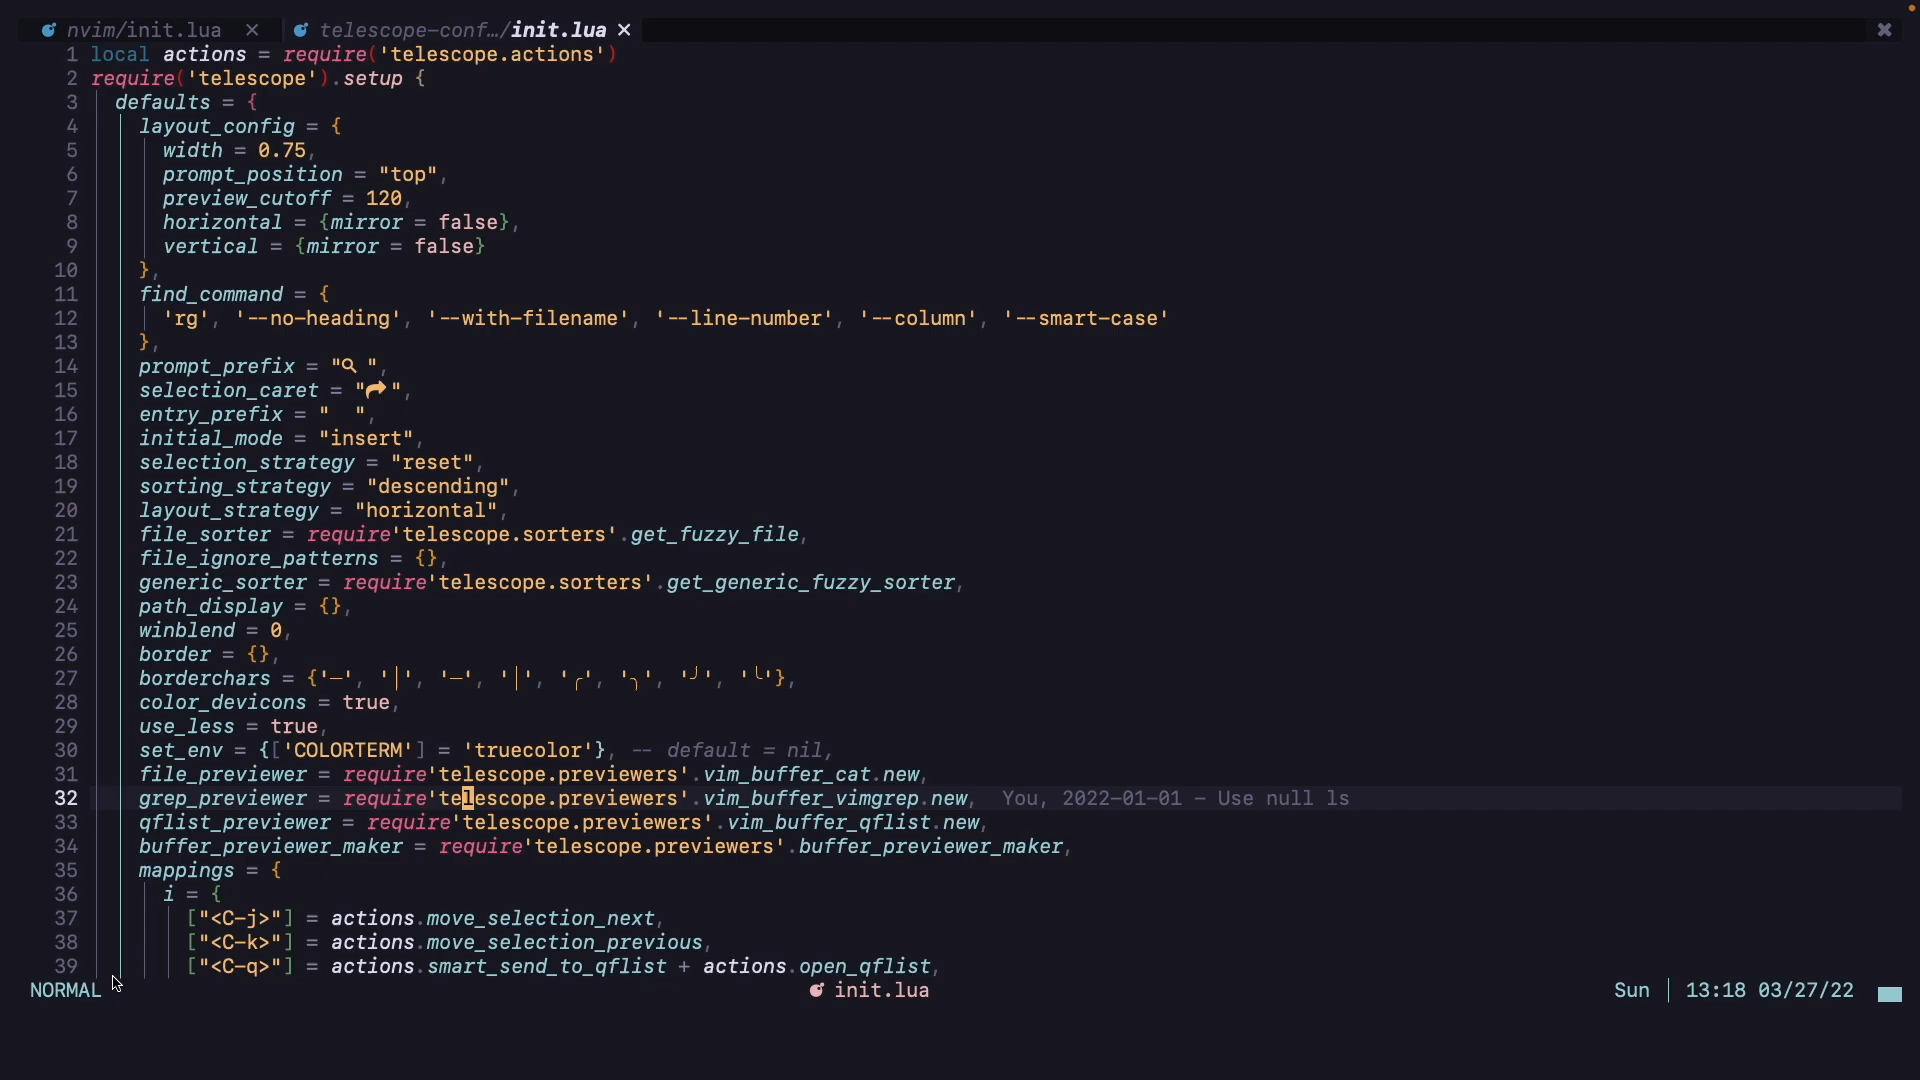 nvim/init.lua × telescope-conf…/init.lua ×
1 local actions = require('telescope.actions')
2 require('telescope').setup {
3 defaults = {
4 layout_config = {
5 width = 0.75,
6 prompt_position = "top",
7 preview_cutoff = 120,
8 horizontal = {mirror = false},
9 vertical = {mirror = false}
10 },
11 find_command = {
12 'rg', '--no-heading', '--with-filename', '--line-number', '--column', '--smart-case'
13 },
14 prompt_prefix = " ",
15 selection_caret = " ",
16 entry_prefix = "  ",
17 initial_mode = "insert",
18 selection_strategy = "reset",
19 sorting_strategy = "descending",
20 layout_strategy = "horizontal",
21 file_sorter = require'telescope.sorters'.get_fuzzy_file,
22 file_ignore_patterns = {},
23 generic_sorter = require'telescope.sorters'.get_generic_fuzzy_sorter,
24 path_display = {},
25 winblend = 0,
26 border = {},
27 borderchars = {'─', '│', '─', '│', '╭', '╮', '╯', '╰'},
28 color_devicons = true,
29 use_less = true,
30 set_env = {['COLORTERM'] = 'truecolor'}, -- default = nil,
31 file_previewer = require'telescope.previewers'.vim_buffer_cat.new,
32 grep_previewer = require'telescope.previewers'.vim_buffer_vimgrep.new, You, 2022-01-01 - Use null ls
33 qflist_previewer = require'telescope.previewers'.vim_buffer_qflist.new,
34 buffer_previewer_maker = require'telescope.previewers'.buffer_previewer_maker,
35 mappings = {
36 i = {
37 ["<C-j>"] = actions.move_selection_next,
38 ["<C-k>"] = actions.move_selection_previous,
39 ["<C-q>"] = actions.smart_send_to_qflist + actions.open_qflist,
NORMAL init.lua Sun │ 13:18 03/27/22